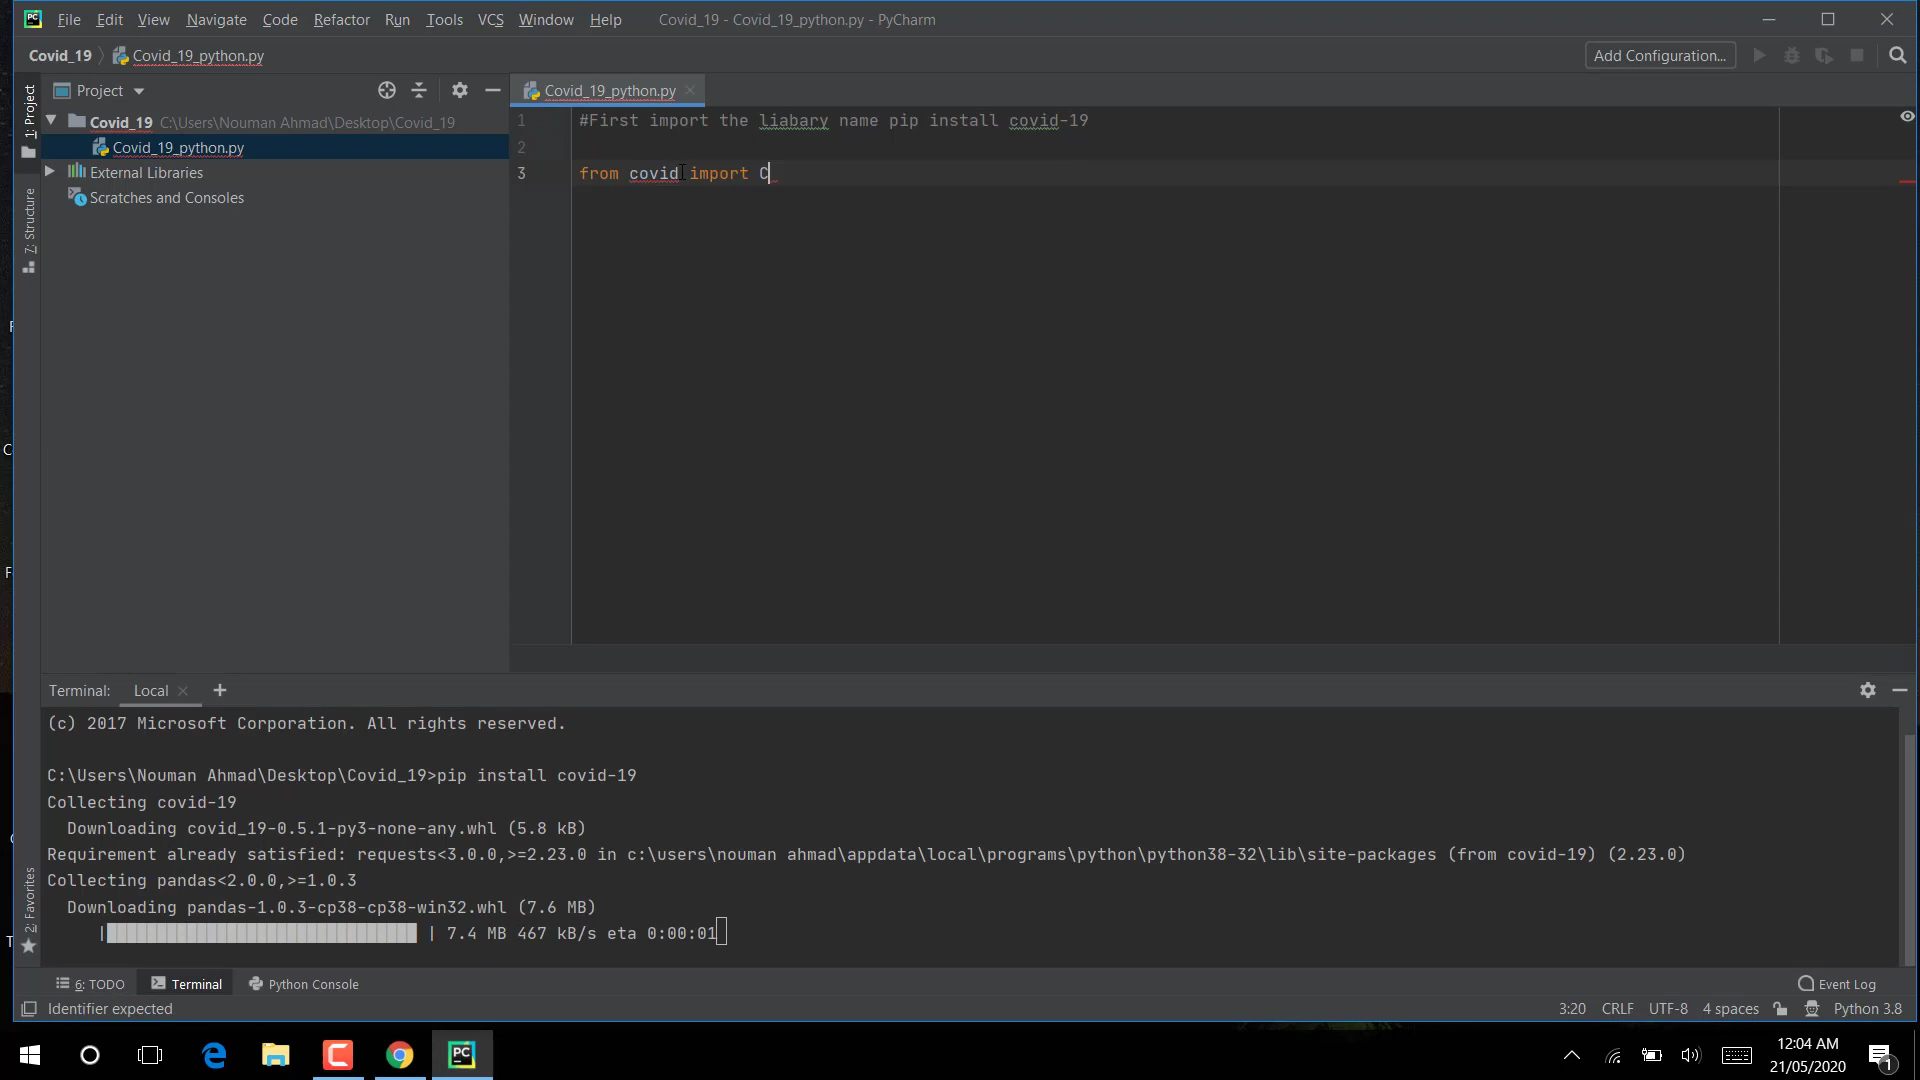 PC File Edit View Navigate Code Refactor Run Tools VCS Window Help Covid_19 - Covid_19_python.py - PyCharm
Covid_19 Covid_19_python.py Add Configuration...
1: Project
Project
Covid_19_python.py
Covid_19 C:\Users\Nouman Ahmad\Desktop\Covid_19
Covid_19_python.py
External Libraries
Scratches and Consoles
7: Structure
1 #First import the liabary name pip install covid-19
2
3 from covid import C
Terminal: Local
(c) 2017 Microsoft Corporation. All rights reserved.
C:\Users\Nouman Ahmad\Desktop\Covid_19>pip install covid-19
Collecting covid-19
Downloading covid_19-0.5.1-py3-none-any.whl (5.8 kB)
Requirement already satisfied: requests<3.0.0,>=2.23.0 in c:\users\nouman ahmad\appdata\local\programs\python\python38-32\lib\site-packages (from covid-19) (2.23.0)
Collecting pandas<2.0.0,>=1.0.3
Downloading pandas-1.0.3-cp38-cp38-win32.whl (7.6 MB)
| | 7.4 MB 467 kB/s eta 0:00:01
2: Favorites
6: TODO Terminal Python Console Event Log
Identifier expected 3:20 CRLF UTF-8 4 spaces Python 3.8
PC
12:04 AM
21/05/2020
1